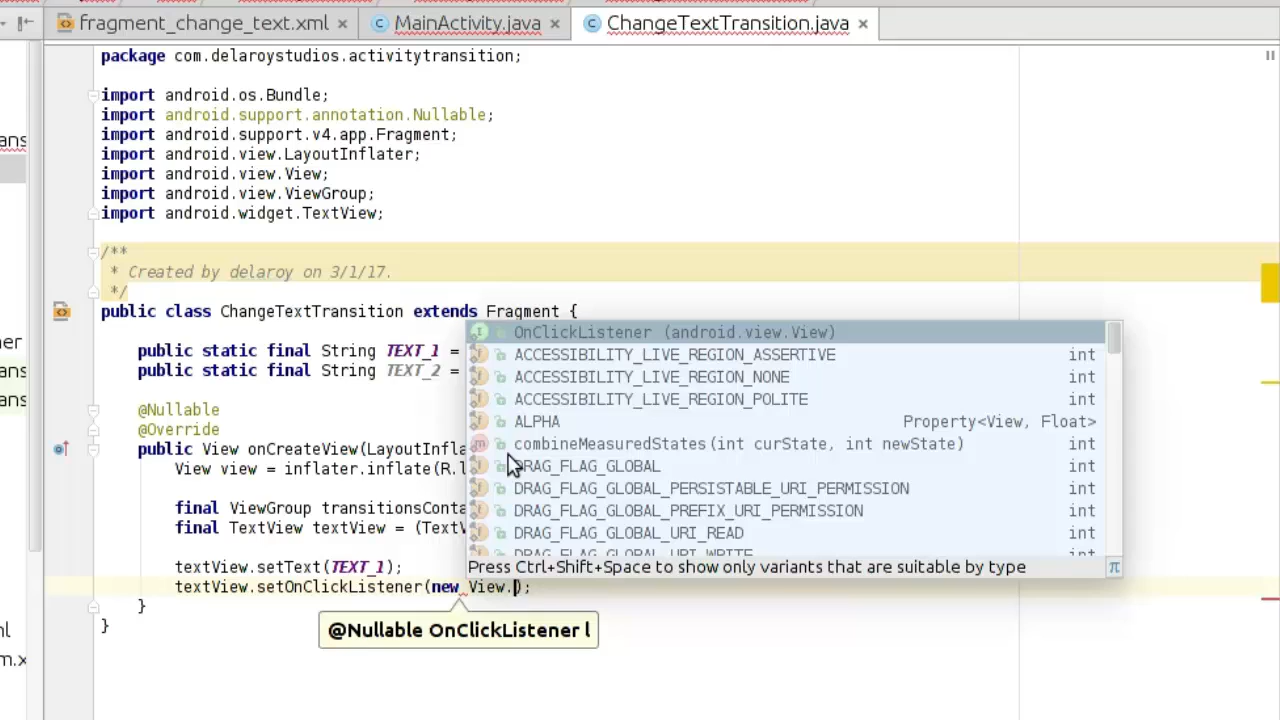 fragment_change_text.xml × MainActivity.java × ChangeTextTransition.java ×
package com.delaroystudios.activitytransition;
import android.os.Bundle;
import android.support.annotation.Nullable;
import android.support.v4.app.Fragment;
import android.view.LayoutInflater;
import android.view.View;
import android.view.ViewGroup;
import android.widget.TextView;
/**
* Created by delaroy on 3/1/17.
*/
public class ChangeTextTransition extends Fragment {
public static final String TEXT_1 =
public static final String TEXT_2 =
@Nullable
@Override
public View onCreateView(LayoutInfla
View view = inflater.inflate(R.l
final ViewGroup transitionsConta
final TextView textView = (TextV
textView.setText(TEXT_1);
textView.setOnClickListener(new View.);
}
}
OnClickListener (android.view.View)
ACCESSIBILITY_LIVE_REGION_ASSERTIVE int
ACCESSIBILITY_LIVE_REGION_NONE int
ACCESSIBILITY_LIVE_REGION_POLITE int
ALPHA Property<View, Float>
combineMeasuredStates(int curState, int newState) int
DRAG_FLAG_GLOBAL int
DRAG_FLAG_GLOBAL_PERSISTABLE_URI_PERMISSION int
DRAG_FLAG_GLOBAL_PREFIX_URI_PERMISSION int
DRAG_FLAG_GLOBAL_URI_READ int
DRAG_FLAG_GLOBAL_URI_WRITE int
Press Ctrl+Shift+Space to show only variants that are suitable by type
@Nullable OnClickListener l